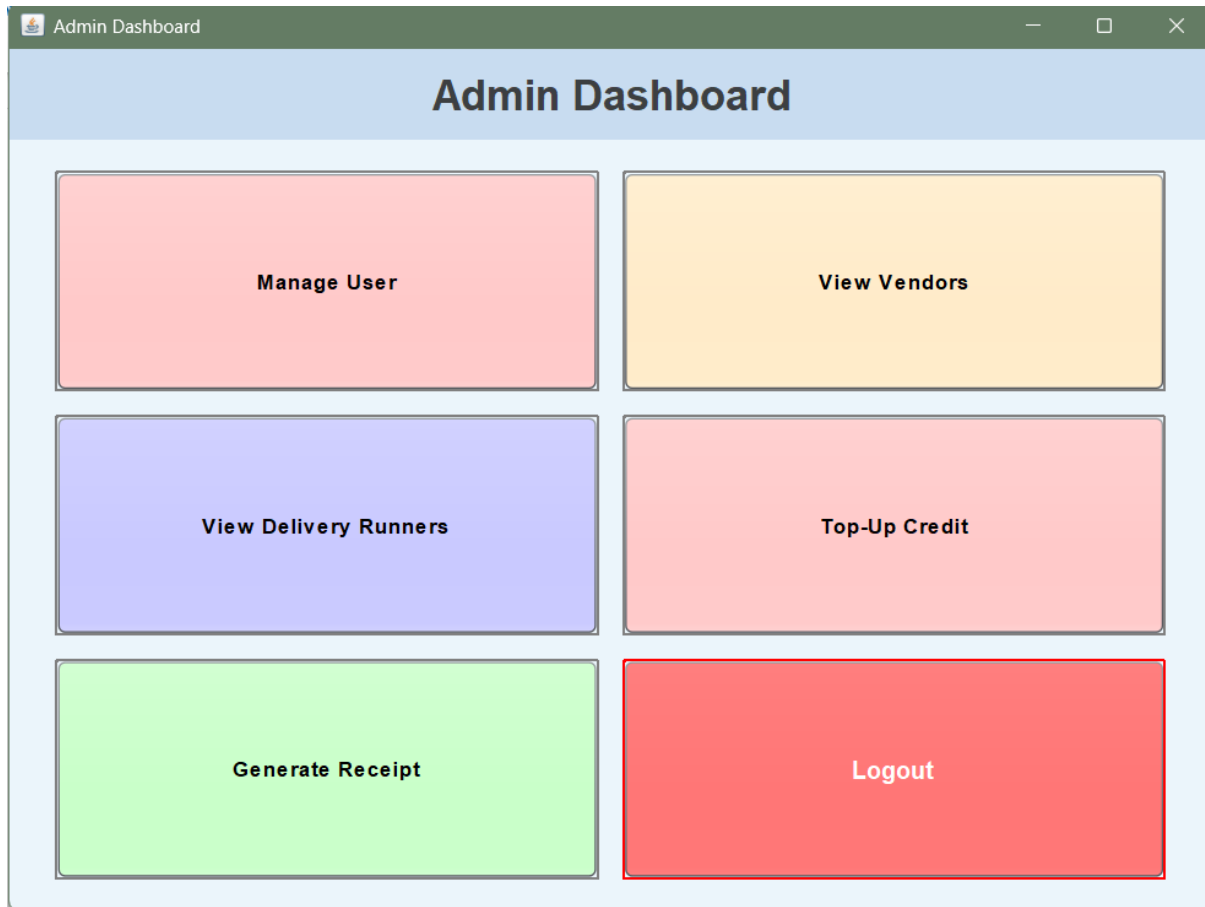 Admin Dashboard
Admin Dashboard
Manage User
View Vendors
View Delivery Runners
Top-Up Credit
Generate Receipt
Logout